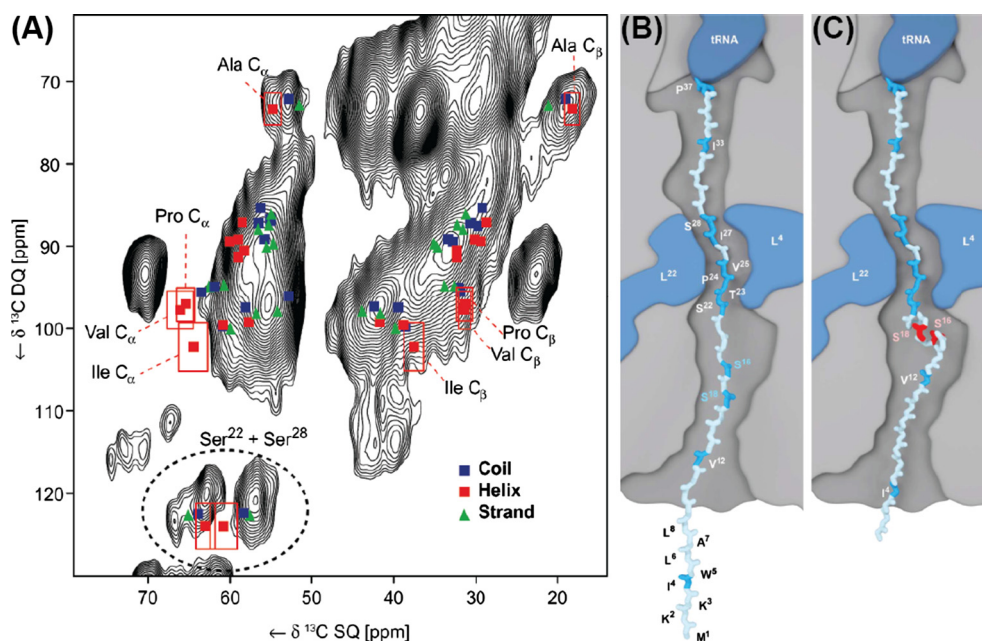 (A)
Ala Cα
Ala Cβ
Pro Cα
Val Cα
Ile Cα
Pro Cβ
Val Cβ
Ile Cβ
Ser²² + Ser²⁸
Coil
Helix
Strand
70
80
90
100
110
120
← δ ¹³C DQ [ppm]
70 60 50 40 30 20
← δ ¹³C SQ [ppm]
(B)
tRNA
P³⁷
I³³
S²⁸
I²⁷
L⁴
V²⁵
L²²
P²⁴
T²³
S²²
S¹⁶
V¹²
L⁸
A⁷
L⁶
W⁵
I⁴
K³
K²
M¹
(C)
tRNA
L⁴
L²²
S¹⁸
S¹⁶
V¹²
I⁴